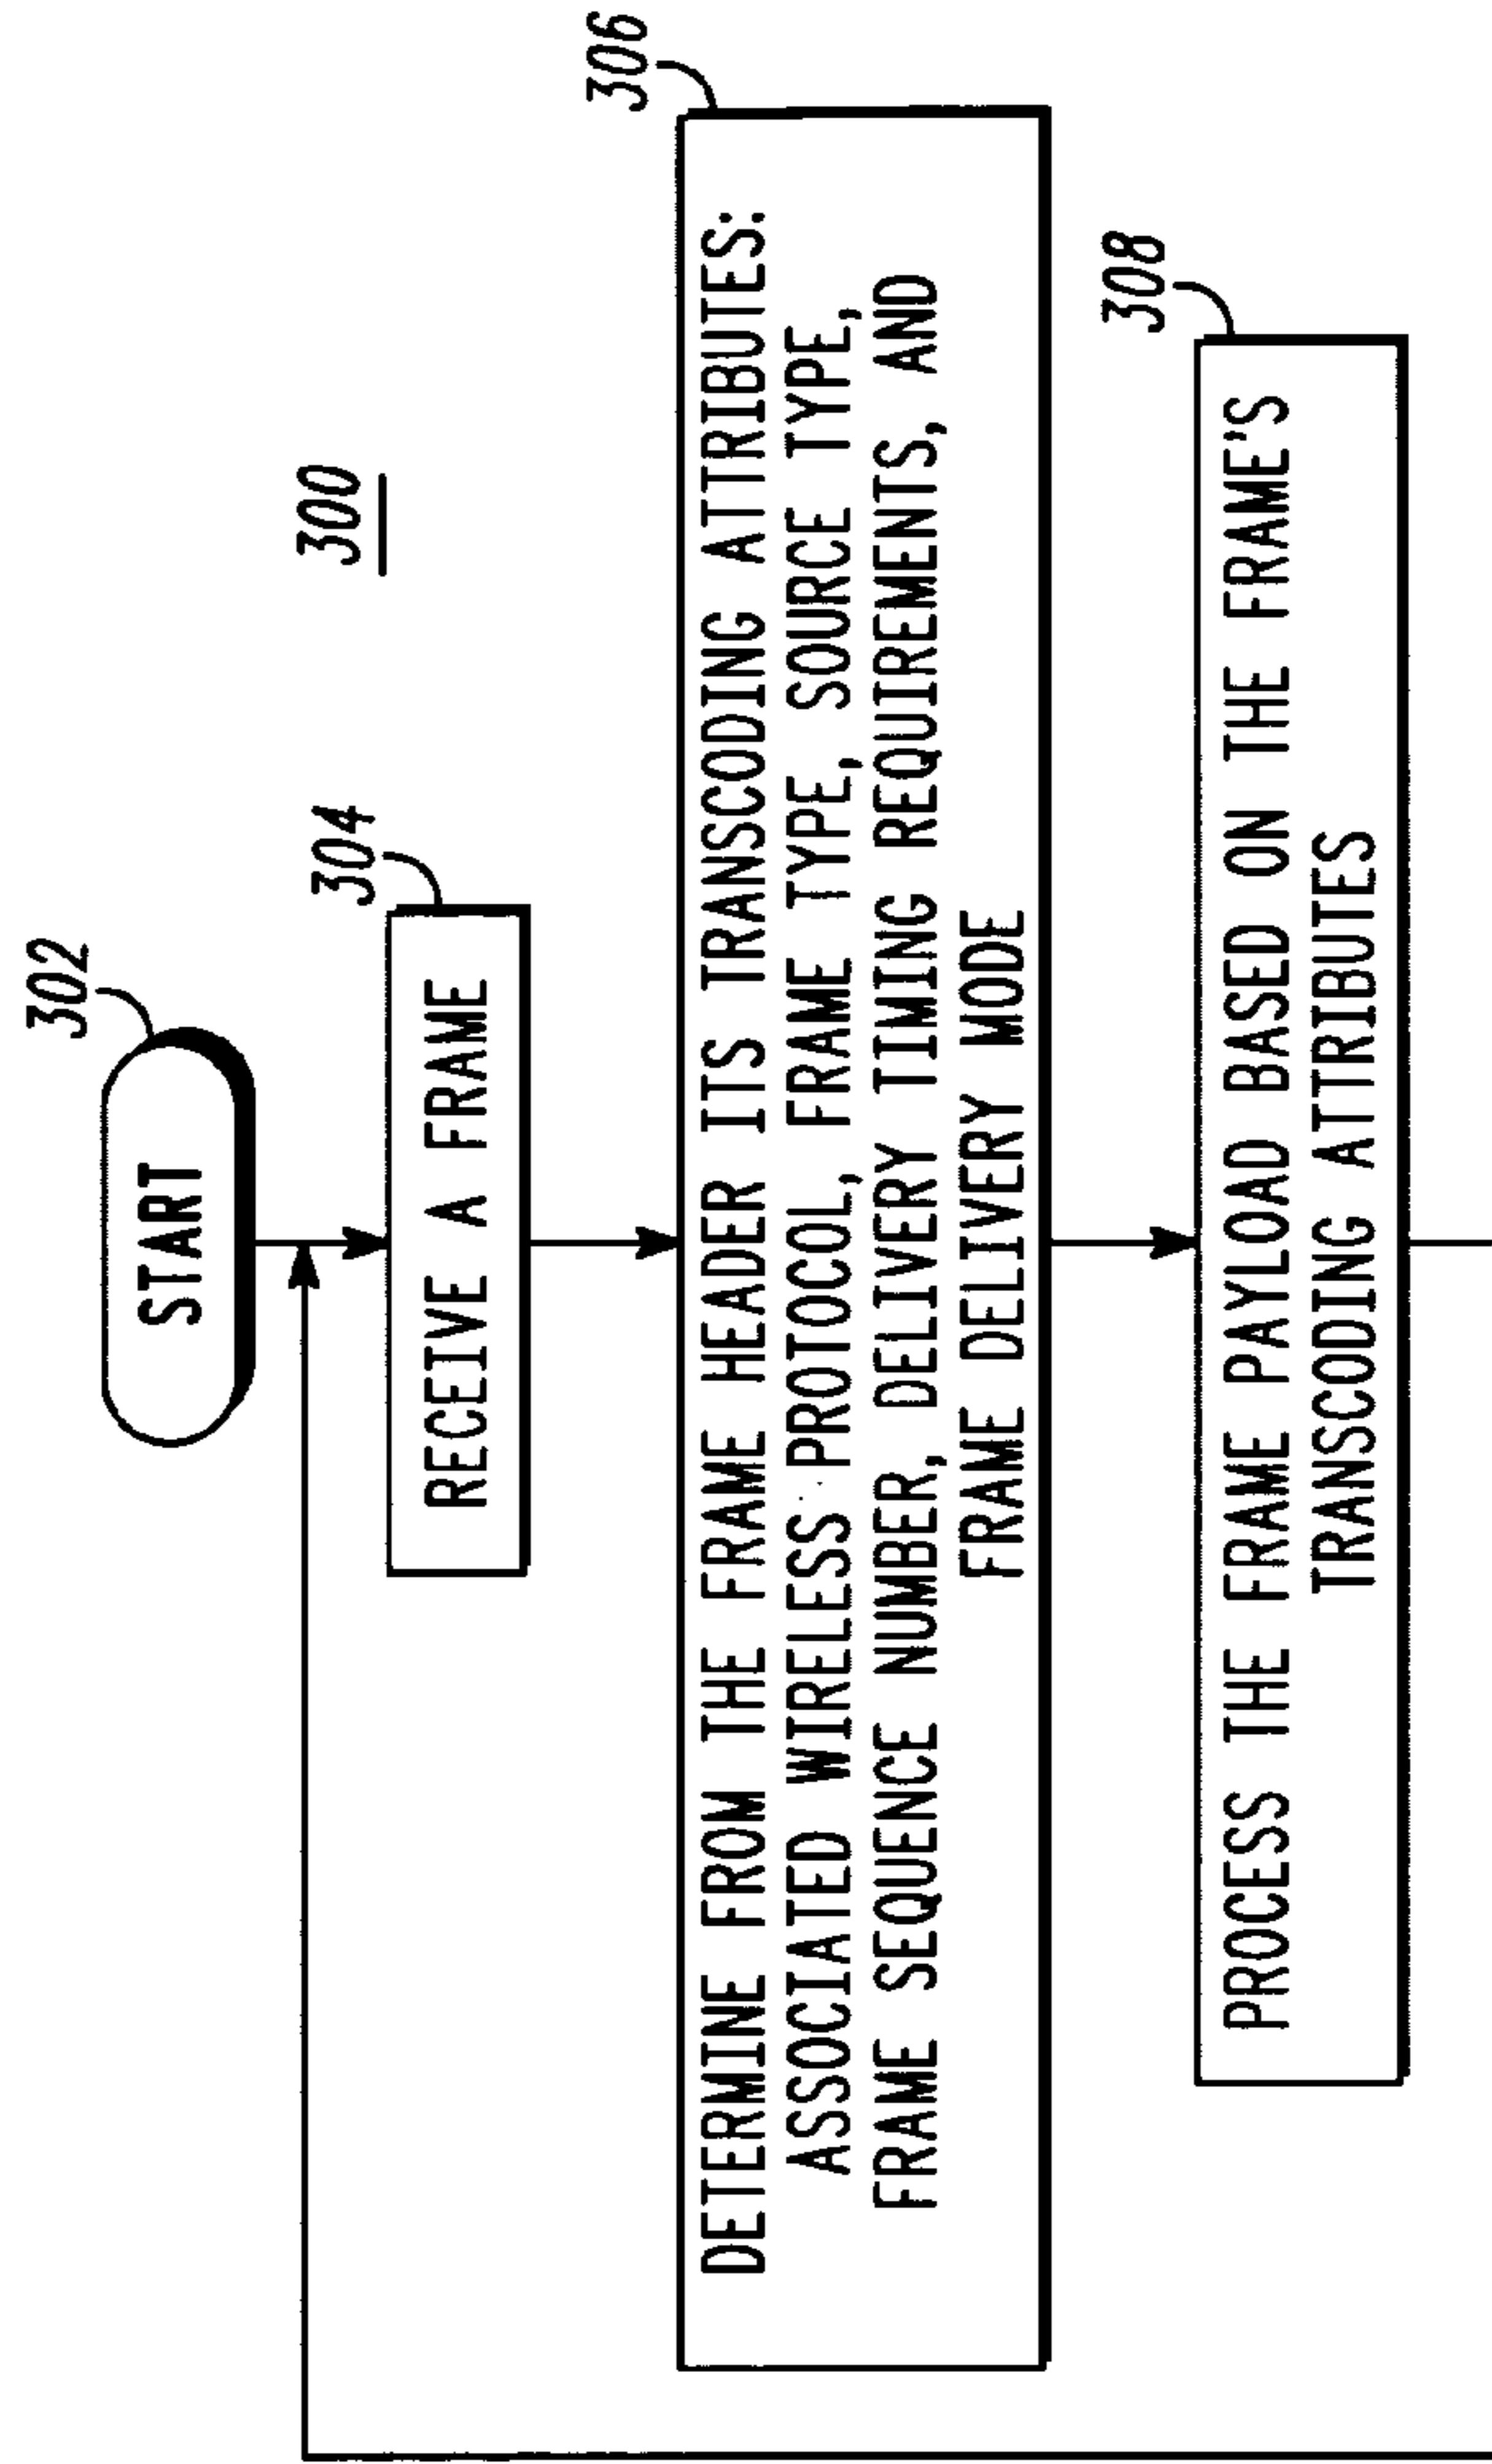 302
START
300
304
RECEIVE A FRAME
306
DETERMINE FROM THE FRAME HEADER ITS TRANSCODING ATTRIBUTES:
ASSOCIATED WIRELESS PROTOCOL, FRAME TYPE, SOURCE TYPE,
FRAME SEQUENCE NUMBER, DELIVERY TIMING REQUIREMENTS, AND
FRAME DELIVERY MODE
308
PROCESS THE FRAME PAYLOAD BASED ON THE FRAME'S
TRANSCODING ATTRIBUTES